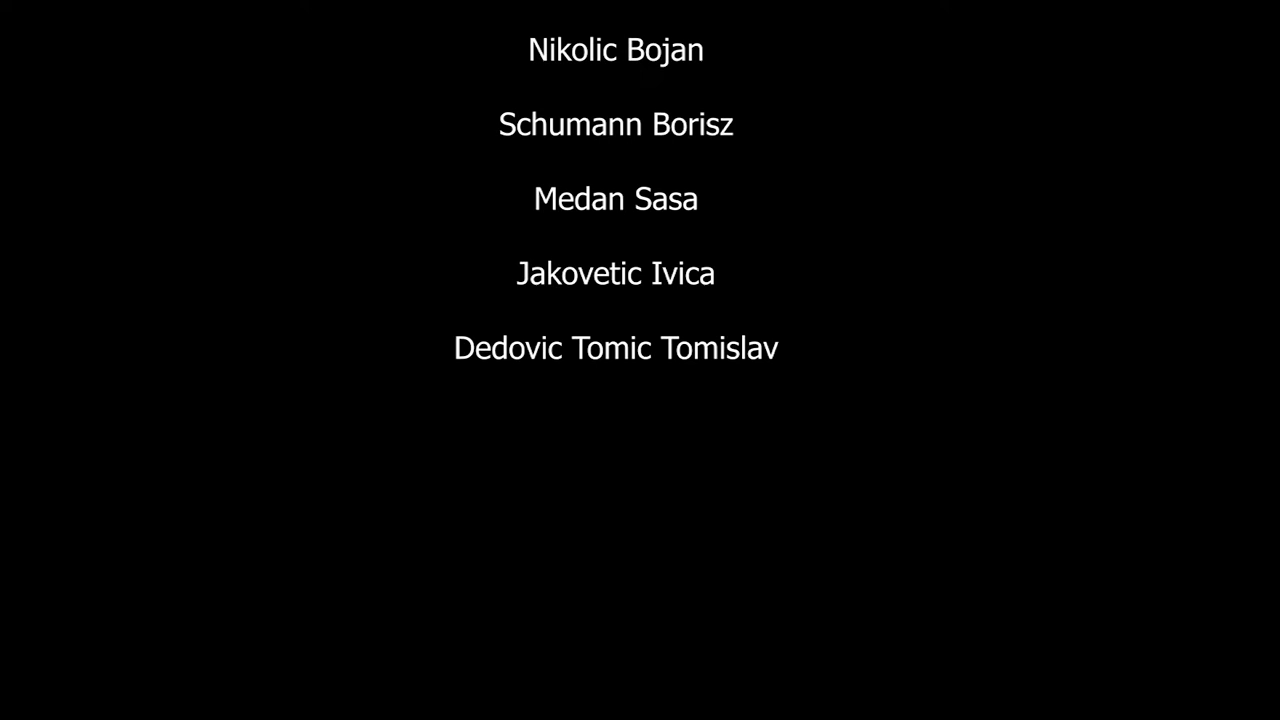 Nikolic Bojan
Schumann Borisz
Medan Sasa
Jakovetic Ivica
Dedovic Tomic Tomislav